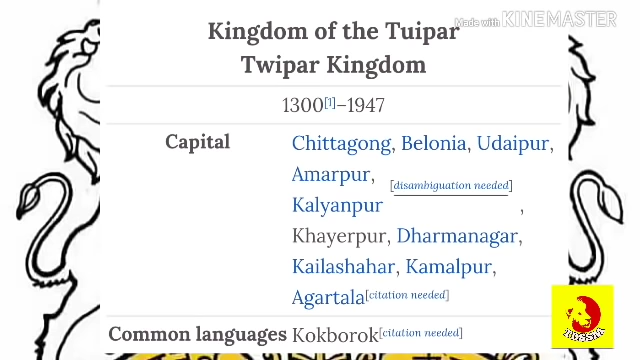 Kingdom of the Tuipar
Made with KINEMASTER
Twipar Kingdom
1300[1]–1947
Capital Chittagong, Belonia, Udaipur,
Amarpur, [disambiguation needed]
Kalyanpur ,
Khayerpur, Dharmanagar,
Kailashahar, Kamalpur,
Agartala[citation needed]
Common languages Kokborok[citation needed]